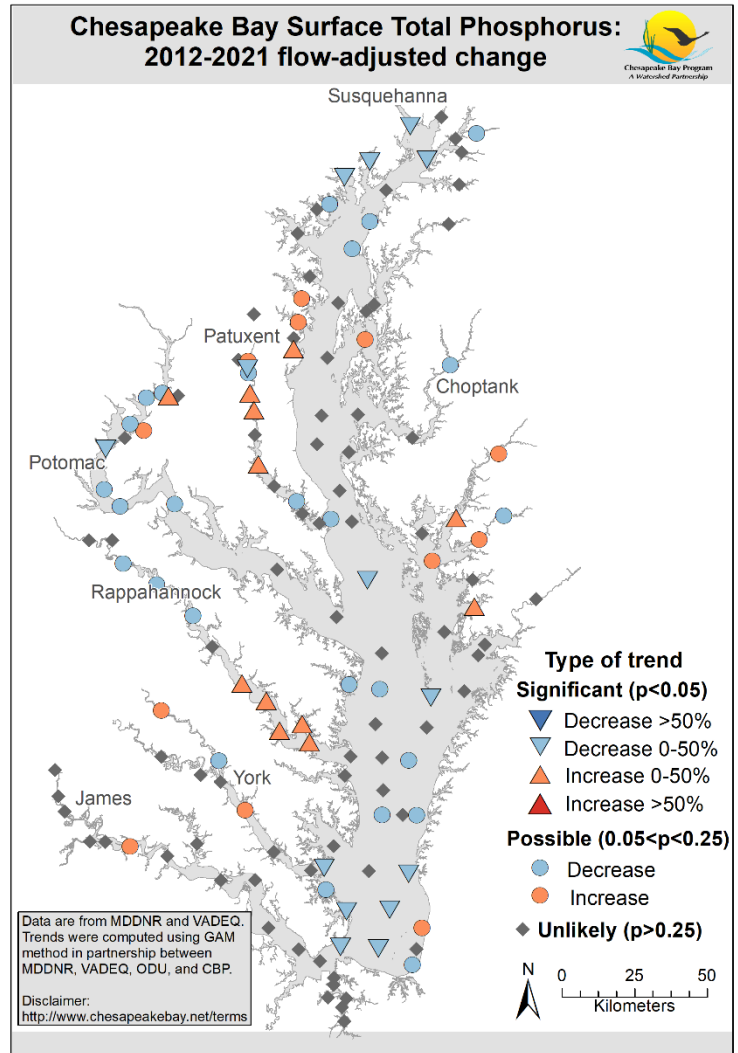 Chesapeake Bay Surface Total Phosphorus:
2012-2021 flow-adjusted change
Chesapeake Bay Program
A Watershed Partnership
Susquehanna
Patuxent
Choptank
Potomac
Rappahannock
York
James
Type of trend
Significant (p<0.05)
Decrease >50%
Decrease 0-50%
Increase 0-50%
Increase >50%
Possible (0.05<p<0.25)
Decrease
Increase
Unlikely (p>0.25)
Data are from MDDNR and VADEQ.
Trends were computed using GAM
method in partnership between
MDDNR, VADEQ, ODU, and CBP.
Disclaimer:
http://www.chesapeakebay.net/terms
N
0 25 50
Kilometers